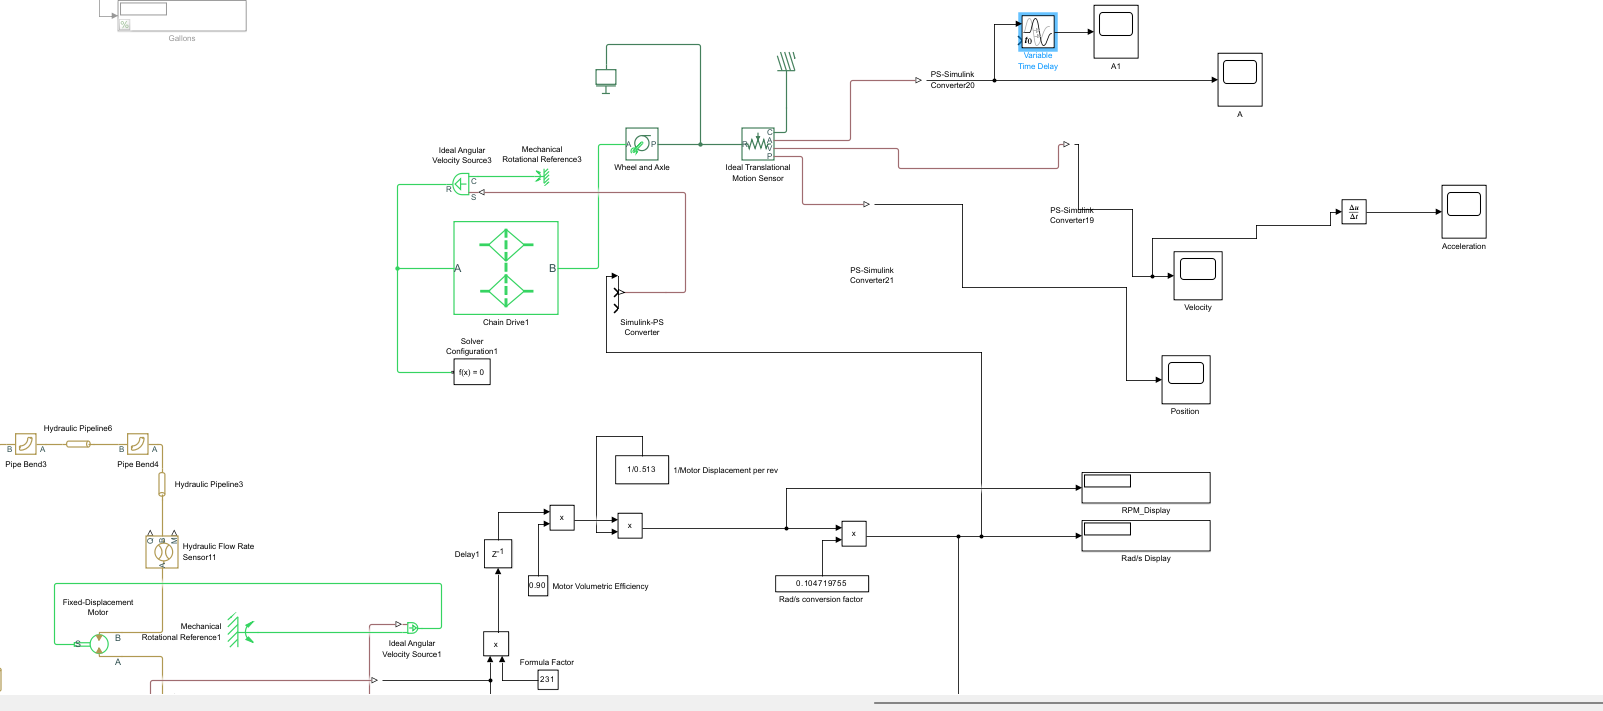 Gallons
Variable
Time Delay
t0
A1
PS-Simulink
Converter20
A
A
P
Wheel and Axle
R
C
A
V
P
Ideal Translational
Motion Sensor
Ideal Angular
Velocity Source3
R
C
S
Mechanical
Rotational Reference3
PS-Simulink
Converter19
Δu
Δt
Acceleration
Velocity
A
B
Chain Drive1
PS-Simulink
Converter21
Simulink-PS
Converter
Solver
Configuration1
f(x) = 0
Position
Hydraulic Pipeline6
B
A
B
A
Pipe Bend3
Pipe Bend4
Hydraulic Pipeline3
1/0.513
1/Motor Displacement per rev
RPM_Display
x
x
x
Rad/s Display
Hydraulic Flow Rate
Sensor11
Delay1
Z-1
0.90
Motor Volumetric Efficiency
0.104719755
Rad/s conversion factor
Fixed-Displacement
Motor
S
B
A
Mechanical
Rotational Reference1
Ideal Angular
Velocity Source1
x
Formula Factor
231